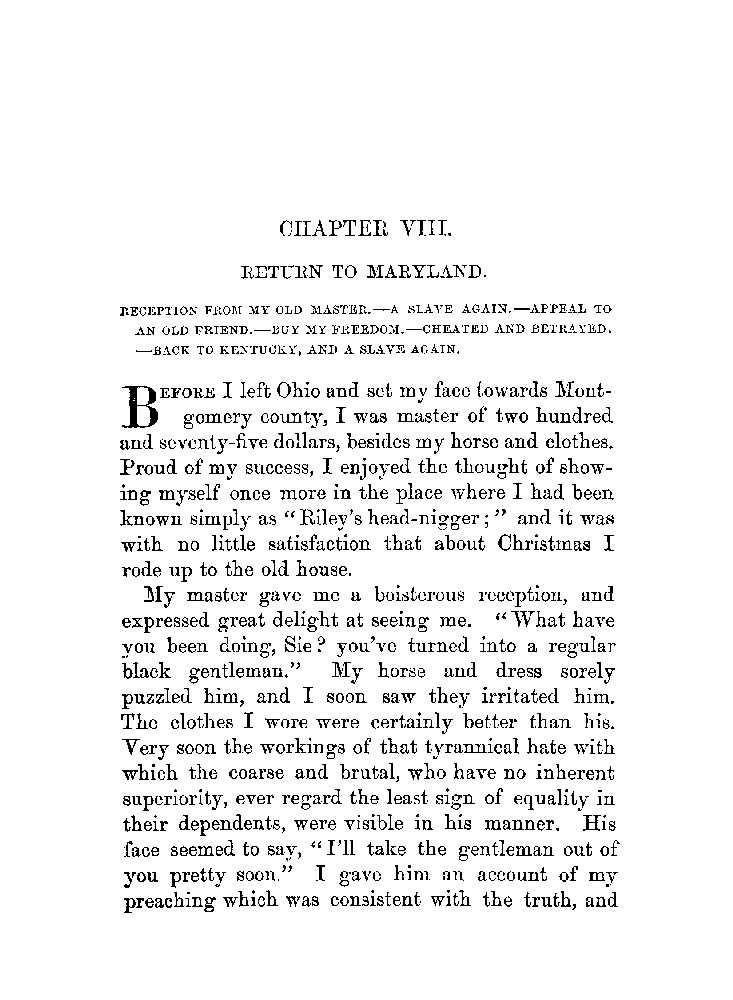 CHAPTER VIII.
RETURN TO MARYLAND.
RECEPTION FROM MY OLD MASTER.—A SLAVE AGAIN.—APPEAL TO
AN OLD FRIEND.—BUY MY FREEDOM.—CHEATED AND BETRAYED.
—BACK TO KENTUCKY, AND A SLAVE AGAIN.
BEFORE I left Ohio and set my face towards Mont-
gomery county, I was master of two hundred
and seventy-five dollars, besides my horse and clothes.
Proud of my success, I enjoyed the thought of show-
ing myself once more in the place where I had been
known simply as “Riley’s head-nigger;” and it was
with no little satisfaction that about Christmas I
rode up to the old house.
My master gave me a boisterous reception, and
expressed great delight at seeing me. “What have
you been doing, Sie? you’ve turned into a regular
black gentleman.” My horse and dress sorely
puzzled him, and I soon saw they irritated him.
The clothes I wore were certainly better than his.
Very soon the workings of that tyrannical hate with
which the coarse and brutal, who have no inherent
superiority, ever regard the least sign of equality in
their dependents, were visible in his manner. His
face seemed to say, “I’ll take the gentleman out of
you pretty soon.” I gave him an account of my
preaching which was consistent with the truth, and